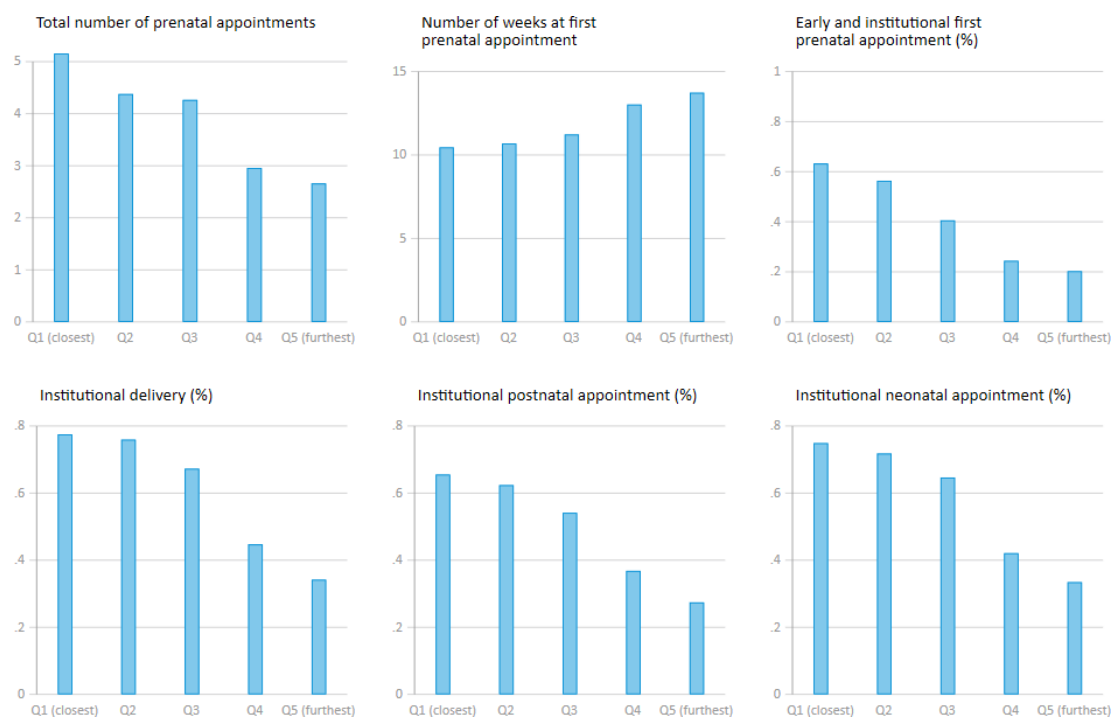 Total number of prenatal appointments
5
4
3
2
1
0
Q1 (closest) Q2 Q3 Q4 Q5 (furthest)
Number of weeks at first
prenatal appointment
15
10
5
0
Q1 (closest) Q2 Q3 Q4 Q5 (furthest)
Early and institutional first
prenatal appointment (%)
1
.8
.6
.4
.2
0
Q1 (closest) Q2 Q3 Q4 Q5 (furthest)
Institutional delivery (%)
.8
.6
.4
.2
0
Q1 (closest) Q2 Q3 Q4 Q5 (furthest)
Institutional postnatal appointment (%)
.8
.6
.4
.2
0
Q1 (closest) Q2 Q3 Q4 Q5 (furthest)
Institutional neonatal appointment (%)
.8
.6
.4
.2
0
Q1 (closest) Q2 Q3 Q4 Q5 (furthest)